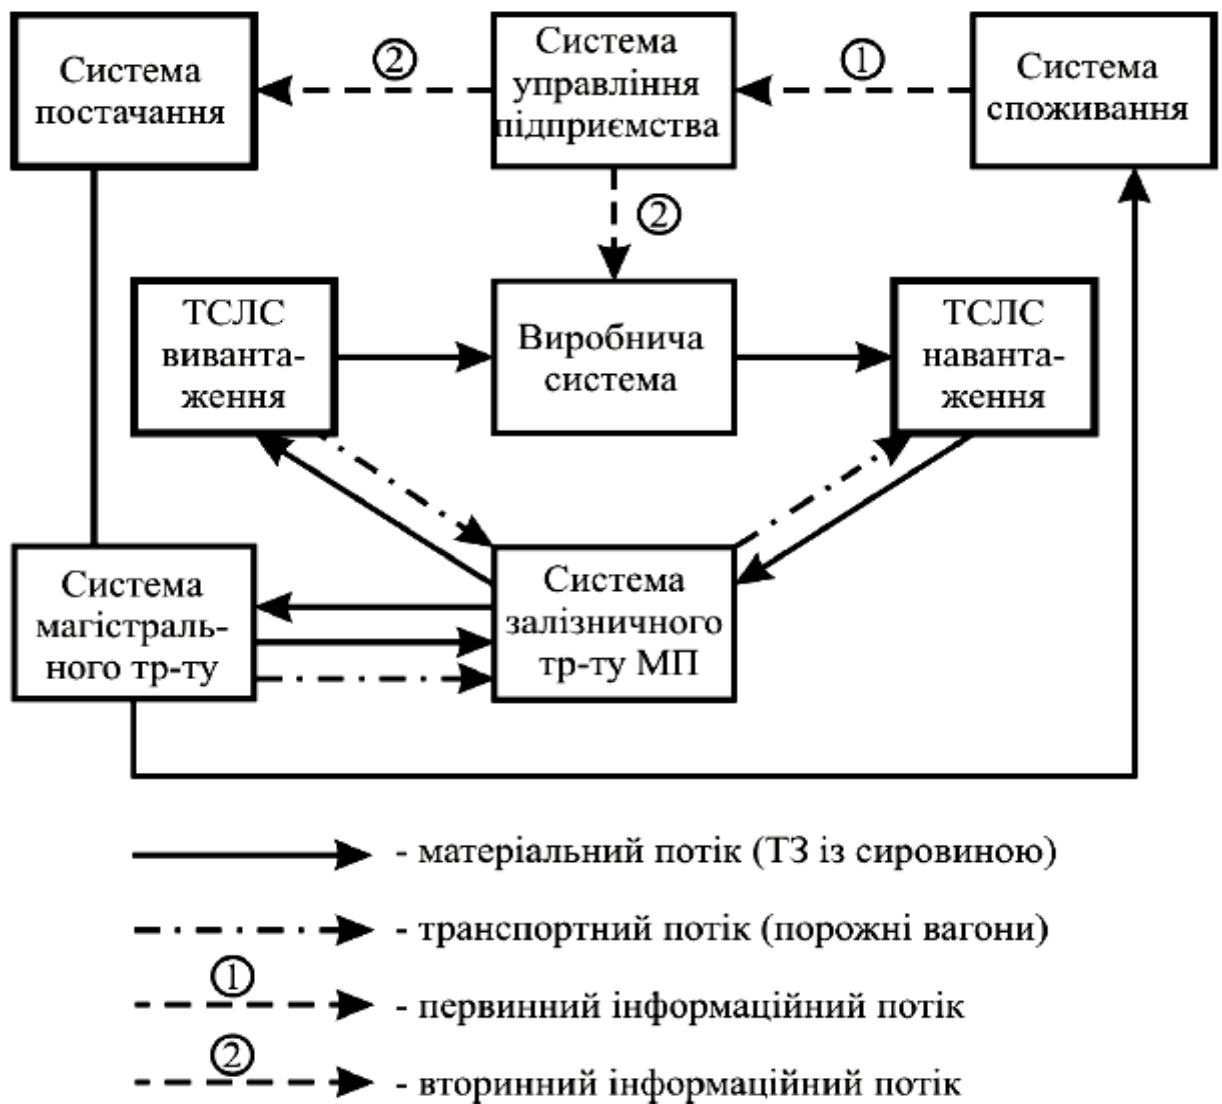 Система
постачання
②
Система
управління
підприємства
①
Система
споживання
②
ТСЛС
виванта-
ження
Виробнича
система
ТСЛС
наванта-
ження
Система
магістраль-
ного тр-ту
Система
залізничного
тр-ту МП
- матеріальний потік (ТЗ із сировиною)
- транспортний потік (порожні вагони)
①
- первинний інформаційний потік
②
- вторинний інформаційний потік